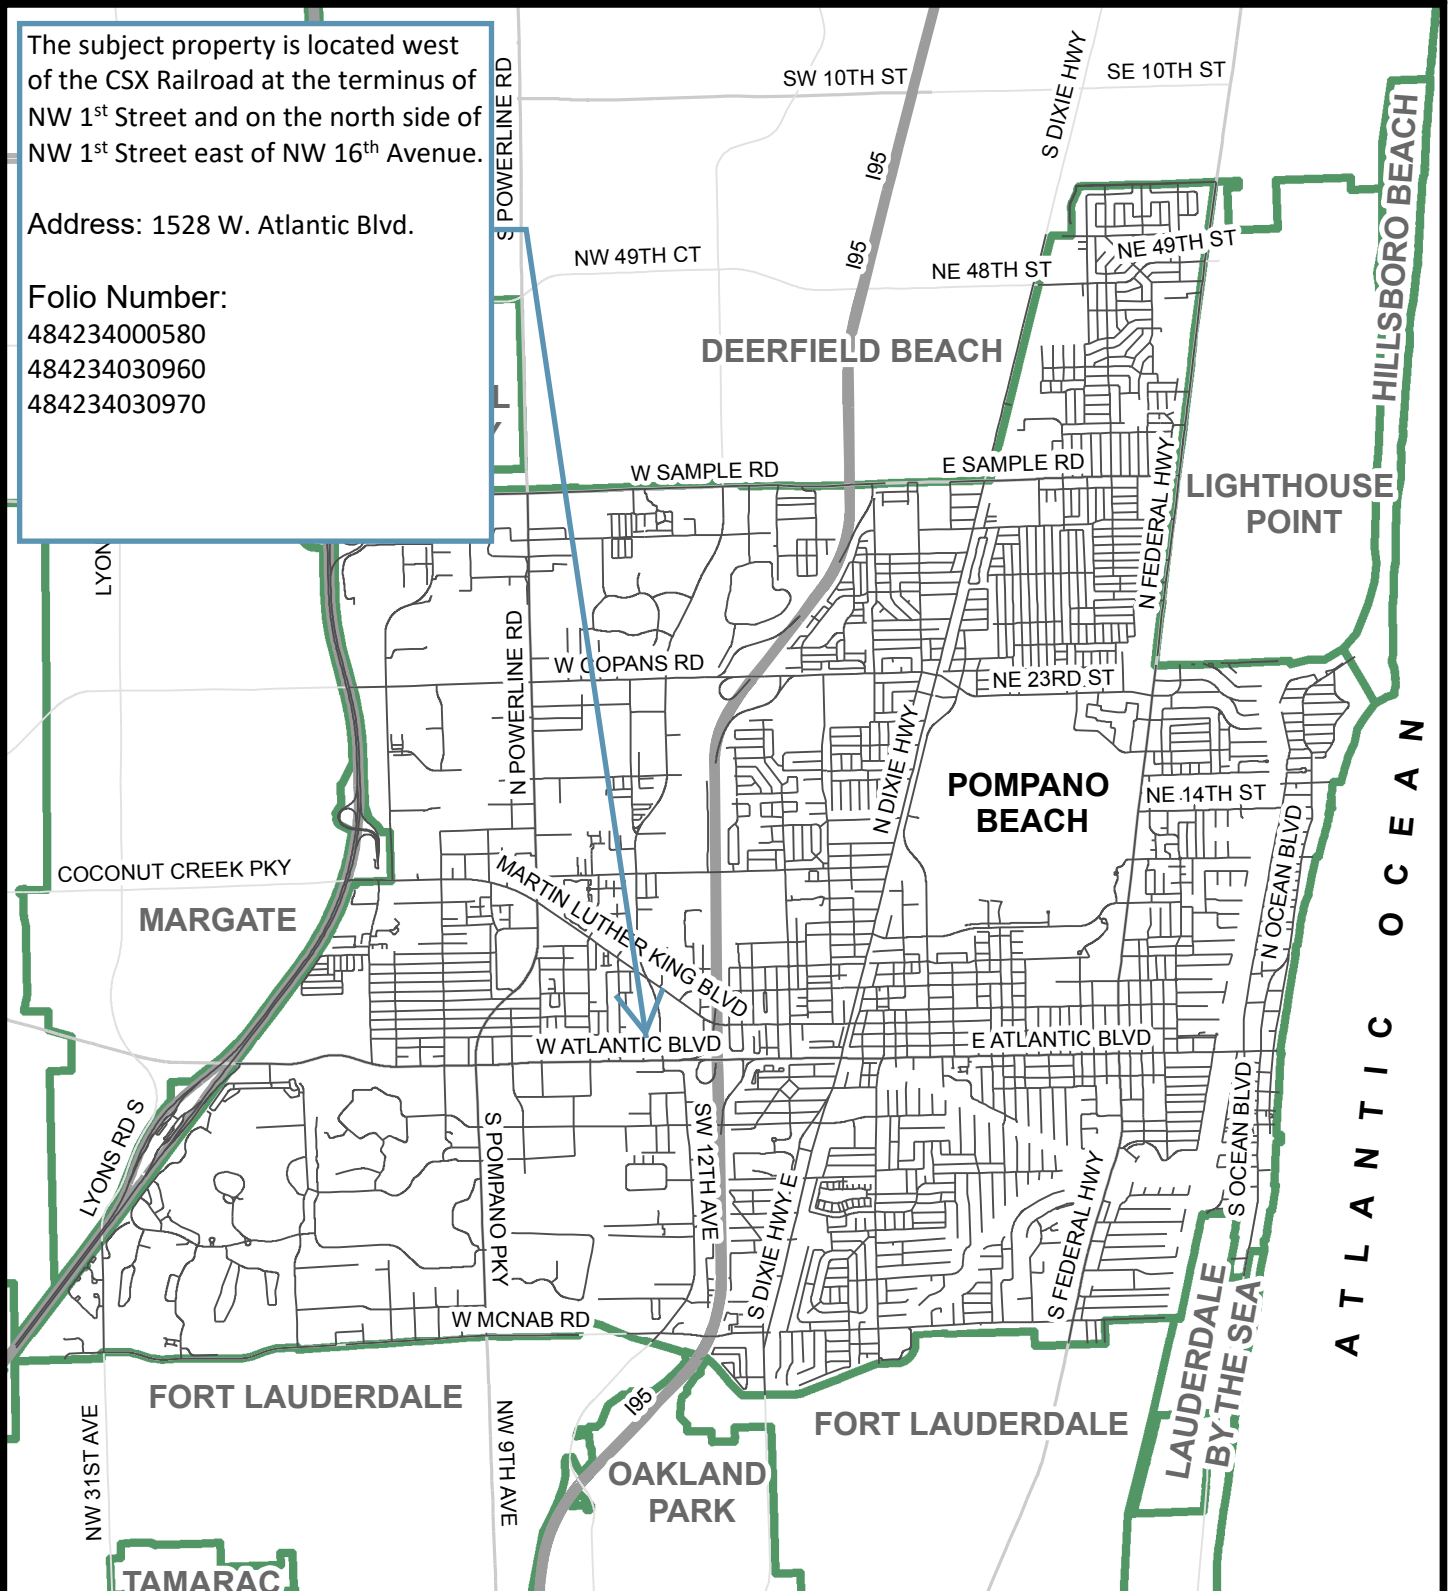 The subject property is located west
of the CSX Railroad at the terminus of
NW 1st Street and on the north side of
NW 1st Street east of NW 16th Avenue.
Address: 1528 W. Atlantic Blvd.
Folio Number:
484234000580
484234030960
484234030970
S POWERLINE RD
SW 10TH ST
SE 10TH ST
S DIXIE HWY
I95
I95
HILLSBORO BEACH
NW 49TH CT
NE 48TH ST
NE 49TH ST
DEERFIELD BEACH
L
Y
W SAMPLE RD
E SAMPLE RD
N FEDERAL HWY
LIGHTHOUSE
POINT
LYON
N POWERLINE RD
W COPANS RD
NE 23RD ST
N DIXIE HWY
POMPANO
BEACH
NE 14TH ST
N OCEAN BLVD
ATLANTIC OCEAN
COCONUT CREEK PKY
MARGATE
MARTIN LUTHER KING BLVD
W ATLANTIC BLVD
E ATLANTIC BLVD
LYONS RD S
S POMPANO PKY
SW 12TH AVE
S DIXIE HWY E
S FEDERAL HWY
S OCEAN BLVD
W MCNAB RD
LAUDERDALE
BY THE SEA
FORT LAUDERDALE
FORT LAUDERDALE
I95
NW 31ST AVE
NW 9TH AVE
OAKLAND
PARK
TAMARAC